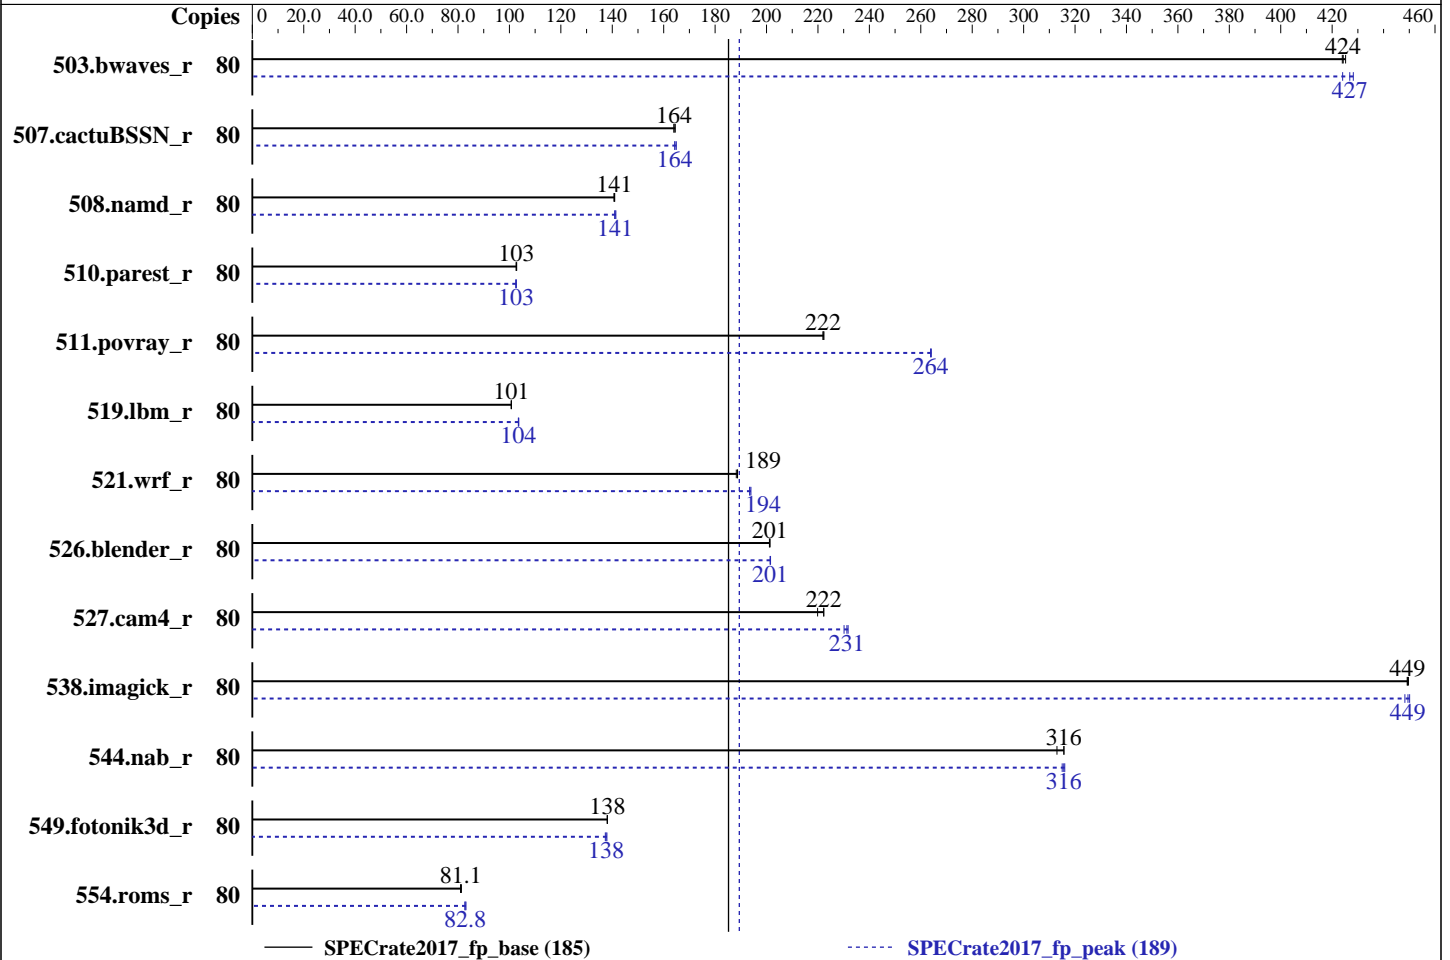 Copies 0 20.0 40.0 60.0 80.0 100 120 140 160 180 200 220 240 260 280 300 320 340 360 380 400 420 460
424
503.bwaves_r 80
427
164
507.cactuBSSN_r 80
164
141
508.namd_r 80
141
103
510.parest_r 80
103
222
511.povray_r 80
264
101
519.lbm_r 80
104
189
521.wrf_r 80
194
201
526.blender_r 80
201
222
527.cam4_r 80
231
449
538.imagick_r 80
449
316
544.nab_r 80
316
138
549.fotonik3d_r 80
138
81.1
554.roms_r 80
82.8
SPECrate2017_fp_base (185) SPECrate2017_fp_peak (189)